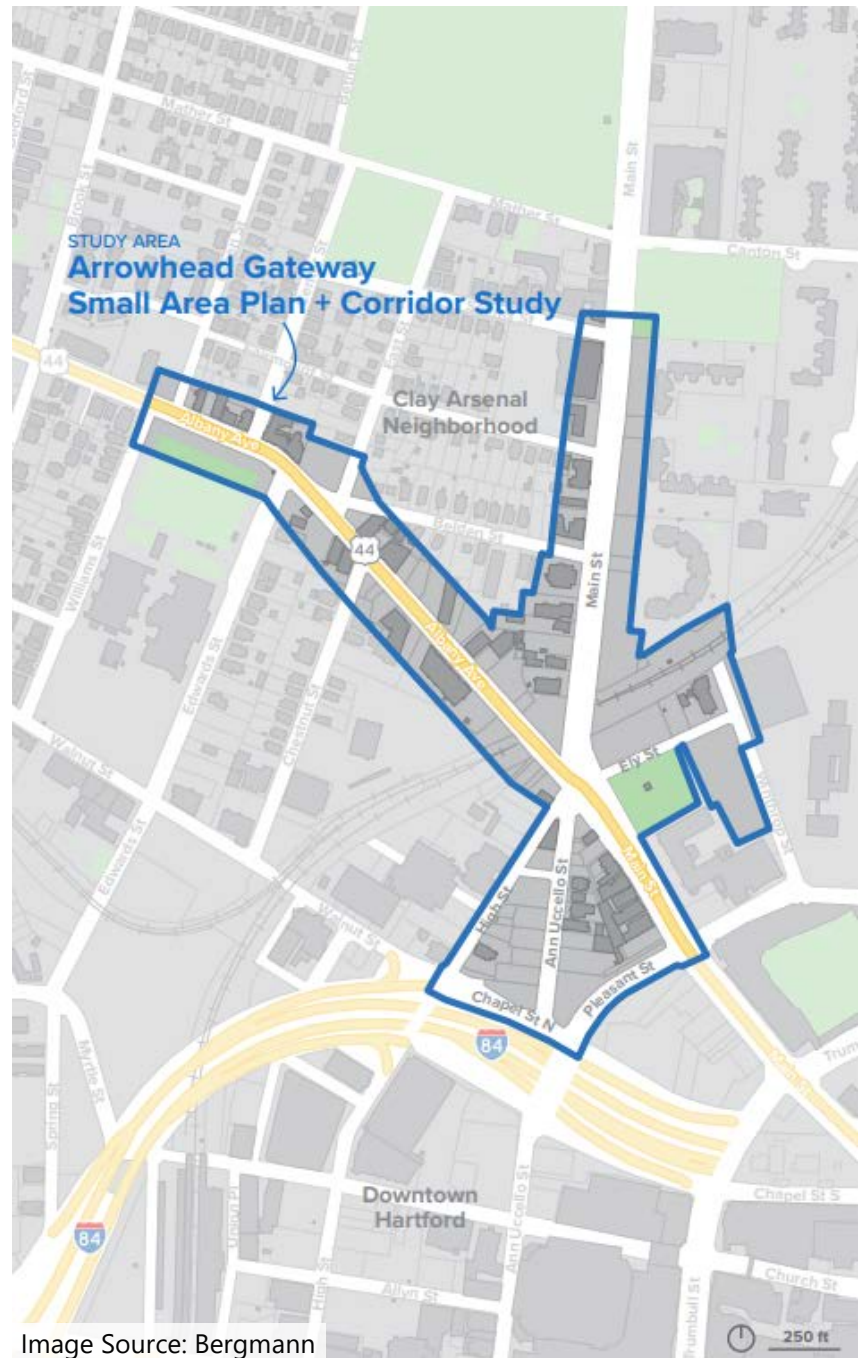 Mather St
Main St
Mather St
Canton St
Brook St
STUDY AREA
Arrowhead Gateway
Small Area Plan + Corridor Study
44
Clay Arsenal
Neighborhood
Albany Ave
Belden St
44
Main St
Williams St
Albany Ave
Edwards St
Chestnut St
Walnut St
Ely St
Winthrop St
Edwards St
Main St
High St
Ann Uccello St
Walnut St
Pleasant St
Chapel St N
84
Myrtle St
Spring St
Downtown
Hartford
Chapel St S
84
Union Pl
Ann Uccello St
High St
Church St
Allyn St
Trumbull St
250 ft
Image Source: Bergmann